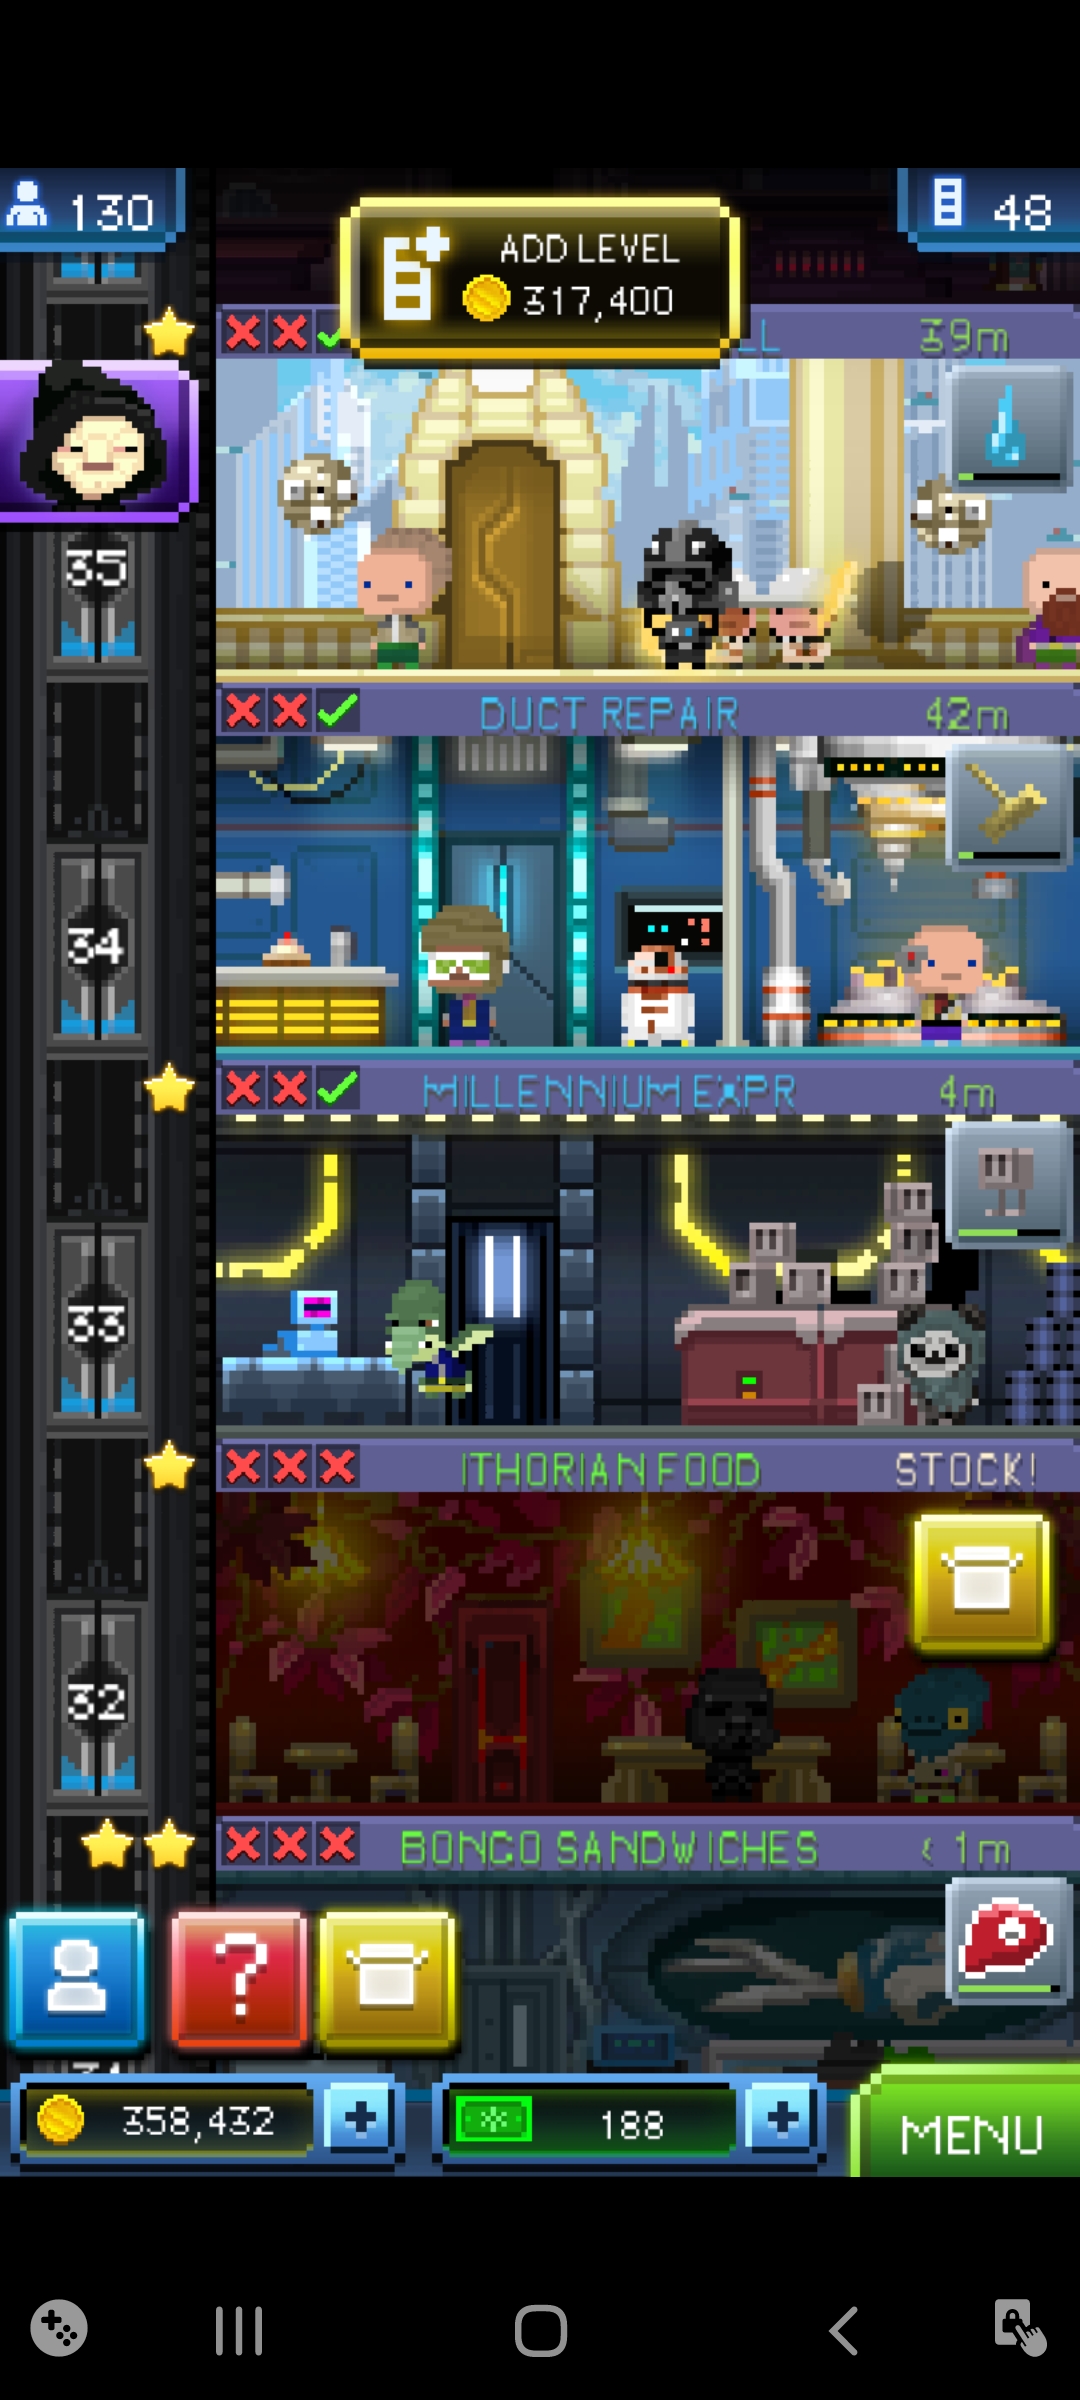 130
48
ADD LEVEL
317,400
LL
39m
35
DUCT REPAIR
42m
34
MILLENNIUM EXPR
4m
33
ITHORIAN FOOD
STOCK!
32
BONGO SANDWICHES
< 1m
?
358,432
188
MENU